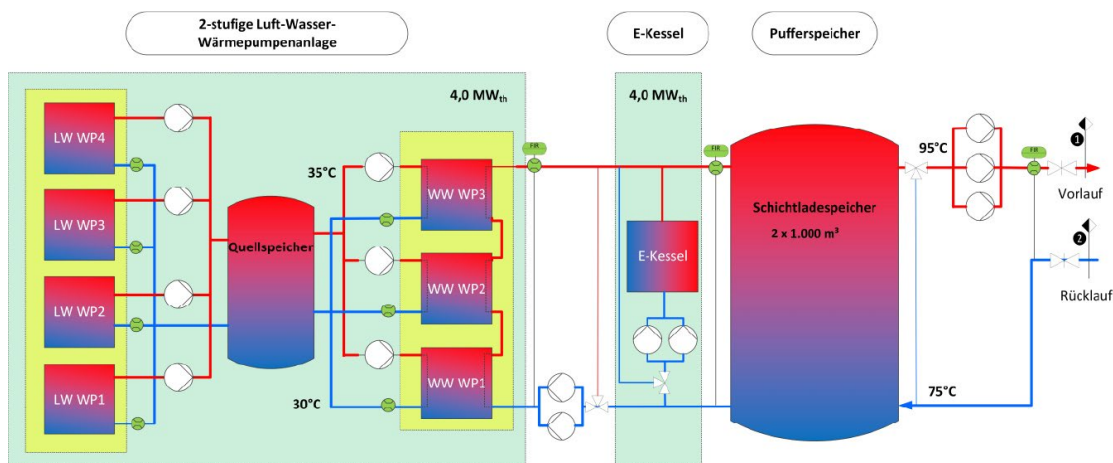 2-stufige Luft-Wasser-
Wärmepumpenanlage
E-Kessel
Pufferspeicher
4,0 MWth
4,0 MWth
LW WP4
LW WP3
LW WP2
LW WP1
Quellspeicher
35°C
30°C
WW WP3
WW WP2
WW WP1
FIR
E-Kessel
FIR
Schichtladespeicher
2 x 1.000 m³
95°C
75°C
FIR
1
Vorlauf
2
Rücklauf